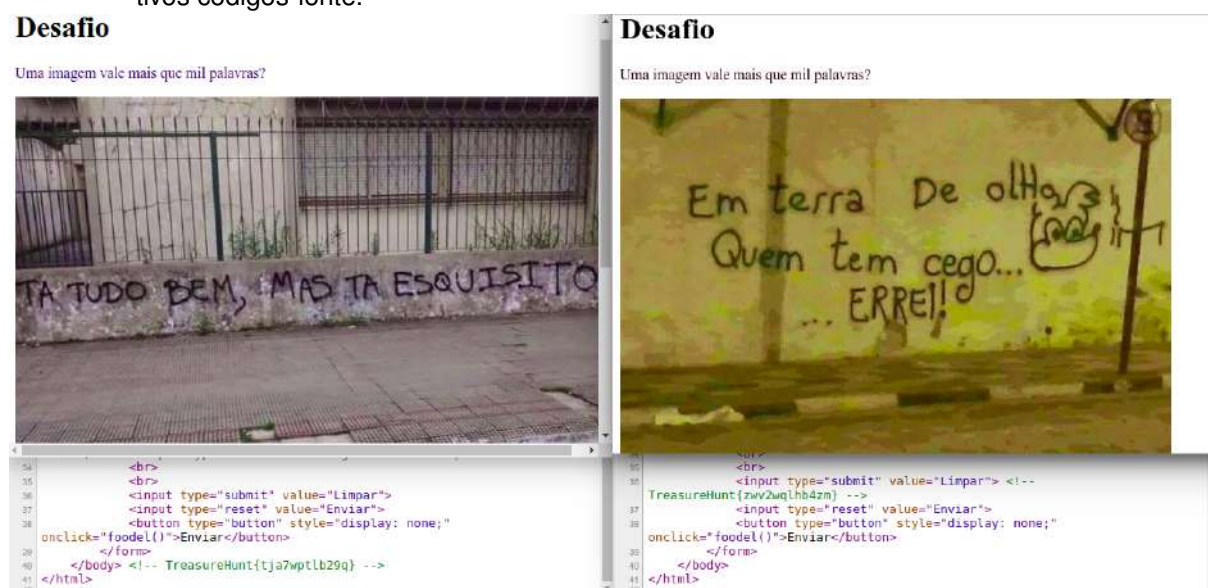 tivos códigos-fonte.
Desafio
Uma imagem vale mais que mil palavras?
TA TUDO BEM, MAS TA ESQUISITO
34 <br>
35 <br>
36 <input type="submit" value="Limpar">
37 <input type="reset" value="Enviar">
38 <button type="button" style="display: none;"
onclick="foodel()">Enviar</button>
39 </form>
40 </body> <!-- TreasureHunt{tja7wptlb29q} -->
41 </html>
Desafio
Uma imagem vale mais que mil palavras?
Em terra De olHo
Quem tem cego...
... ERREI!
<br>
35 <br>
36 <input type="submit" value="Limpar"> <!--
TreasureHunt{zwv2wqlhb4zm} -->
37 <input type="reset" value="Enviar">
38 <button type="button" style="display: none;"
onclick="foodel()">Enviar</button>
39 </form>
40 </body>
41 </html>